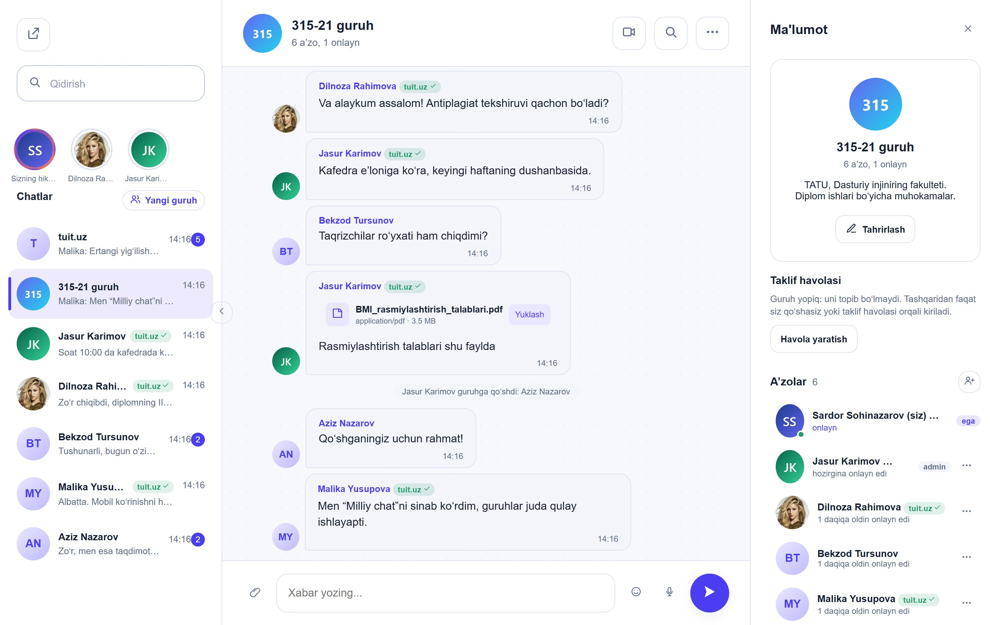 Qidirish
SS
JK
Sizning hik...
Dilnoza Ra...
Jasur Kari...
Chatlar
Yangi guruh
T
tuit.uz
14:16
5
Malika: Ertangi yig‘ilish...
315
315-21 guruh
14:16
Malika: Men “Milliy chat”ni ...
JK
Jasur Karimov
tuit.uz
14:16
Soat 10:00 da kafedrada k...
Dilnoza Rahi...
tuit.uz
14:16
Zo‘r chiqibdi, diplomning II...
BT
Bekzod Tursunov
14:16
2
Tushunarli, bugun o‘zi...
MY
Malika Yusu...
tuit.uz
14:16
Albatta. Mobil ko‘rinishni h...
AN
Aziz Nazarov
14:16
2
Zo‘r, men esa taqdimot...
315
315-21 guruh
6 a’zo, 1 onlayn
Dilnoza Rahimova tuit.uz
Va alaykum assalom! Antiplagiat tekshiruvi qachon bo‘ladi?
14:16
Jasur Karimov tuit.uz
Kafedra e’loniga ko‘ra, keyingi haftaning dushanbasida.
14:16
JK
Bekzod Tursunov
Taqrizchilar ro‘yxati ham chiqdimi?
14:16
BT
Jasur Karimov tuit.uz
BMI_rasmiylashtirish_talablari.pdf
application/pdf · 3.5 MB
Yuklash
Rasmiylashtirish talablari shu faylda
14:16
JK
Jasur Karimov guruhga qo‘shdi: Aziz Nazarov
Aziz Nazarov
Qo‘shganingiz uchun rahmat!
14:16
AN
Malika Yusupova tuit.uz
Men “Milliy chat”ni sinab ko‘rdim, guruhlar juda qulay
ishlayapti.
14:16
MY
Xabar yozing...
Ma'lumot
315
315-21 guruh
6 a’zo, 1 onlayn
TATU, Dasturiy injiniring fakulteti.
Diplom ishlari bo‘yicha muhokamalar.
Tahrirlash
Taklif havolasi
Guruh yopiq: uni topib bo‘lmaydi. Tashqaridan faqat
siz qo‘shasiz yoki taklif havolasi orqali kiriladi.
Havola yaratish
A’zolar 6
SS
Sardor Sohinazarov (siz) ...
onlayn
ega
JK
Jasur Karimov ...
hozirgina onlayn edi
admin
Dilnoza Rahimova tuit.uz
1 daqiqa oldin onlayn edi
BT
Bekzod Tursunov
1 daqiqa oldin onlayn edi
MY
Malika Yusupova tuit.uz
1 daqiqa oldin onlayn edi